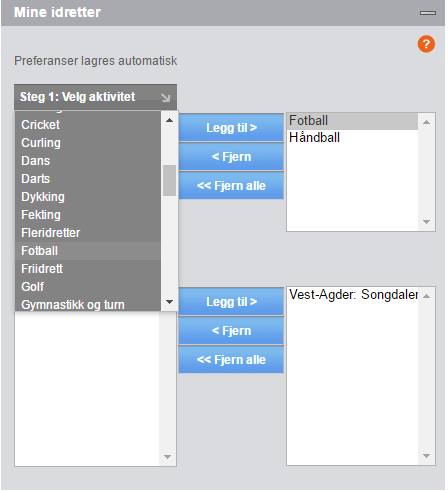 Mine idretter
?
Preferanser lagres automatisk
Steg 1: Velg aktivitet
Cricket
Curling
Dans
Darts
Dykking
Fekting
Fleridretter
Fotball
Friidrett
Golf
Gymnastikk og turn
Legg til >
< Fjern
<< Fjern alle
Fotball
Håndball
Legg til >
< Fjern
<< Fjern alle
Vest-Agder: Songdalen